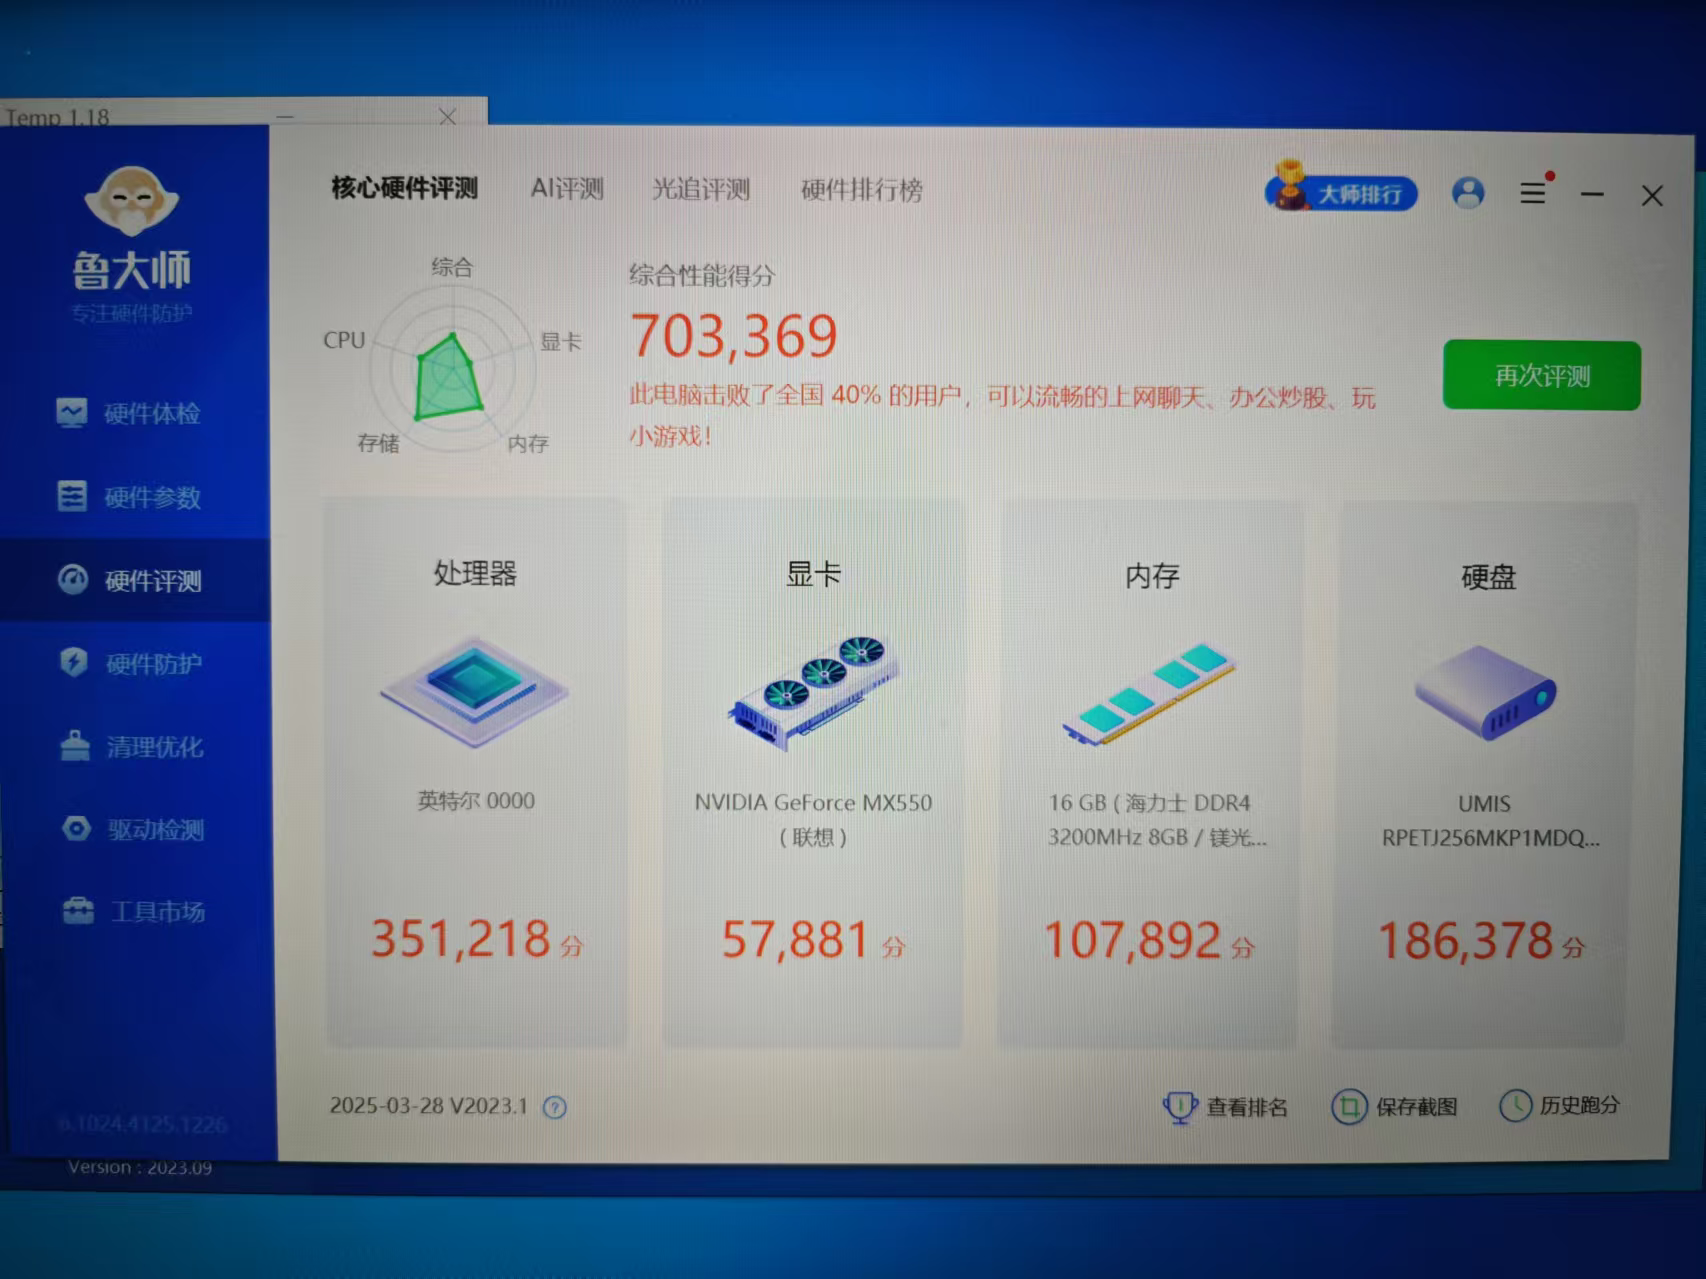 Temp 1.18
鲁大师
专注硬件防护
硬件体检
硬件参数
硬件评测
硬件防护
清理优化
驱动检测
工具市场
6.1024.4125.1226
Version : 2023.09
核心硬件评测 AI评测 光追评测 硬件排行榜
大师排行
综合
CPU
显卡
存储
内存
综合性能得分
703,369
此电脑击败了全国 40% 的用户，可以流畅的上网聊天、办公炒股、玩
小游戏！
再次评测
处理器
英特尔 0000
351,218 分
显卡
NVIDIA GeForce MX550
( 联想 )
57,881 分
内存
16 GB ( 海力士 DDR4
3200MHz 8GB / 镁光...
107,892 分
硬盘
UMIS
RPETJ256MKP1MDQ...
186,378 分
2025-03-28 V2023.1 ?
查看排名
保存截图
历史跑分